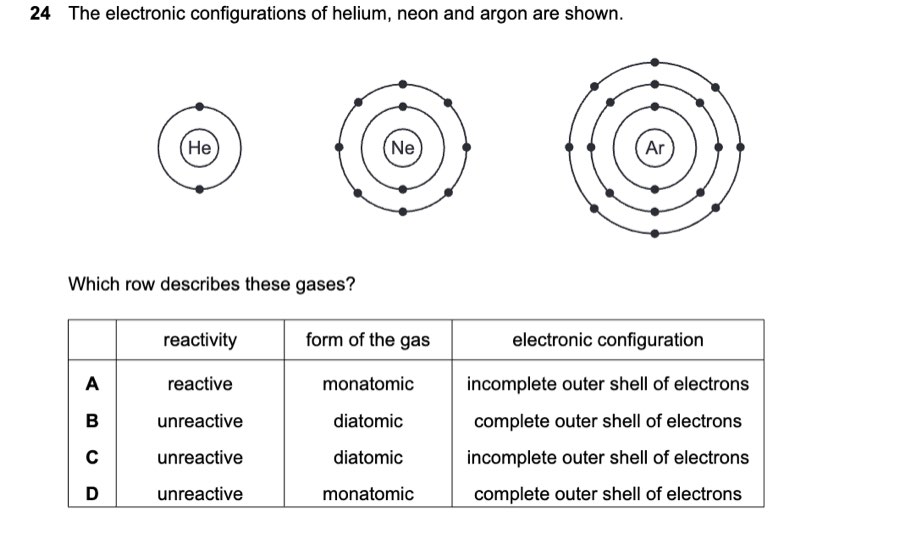 24 The electronic configurations of helium, neon and argon are shown.
He Ne Ar
Which row describes these gases?
reactivity form of the gas electronic configuration
A reactive monatomic incomplete outer shell of electrons
B unreactive diatomic complete outer shell of electrons
C unreactive diatomic incomplete outer shell of electrons
D unreactive monatomic complete outer shell of electrons